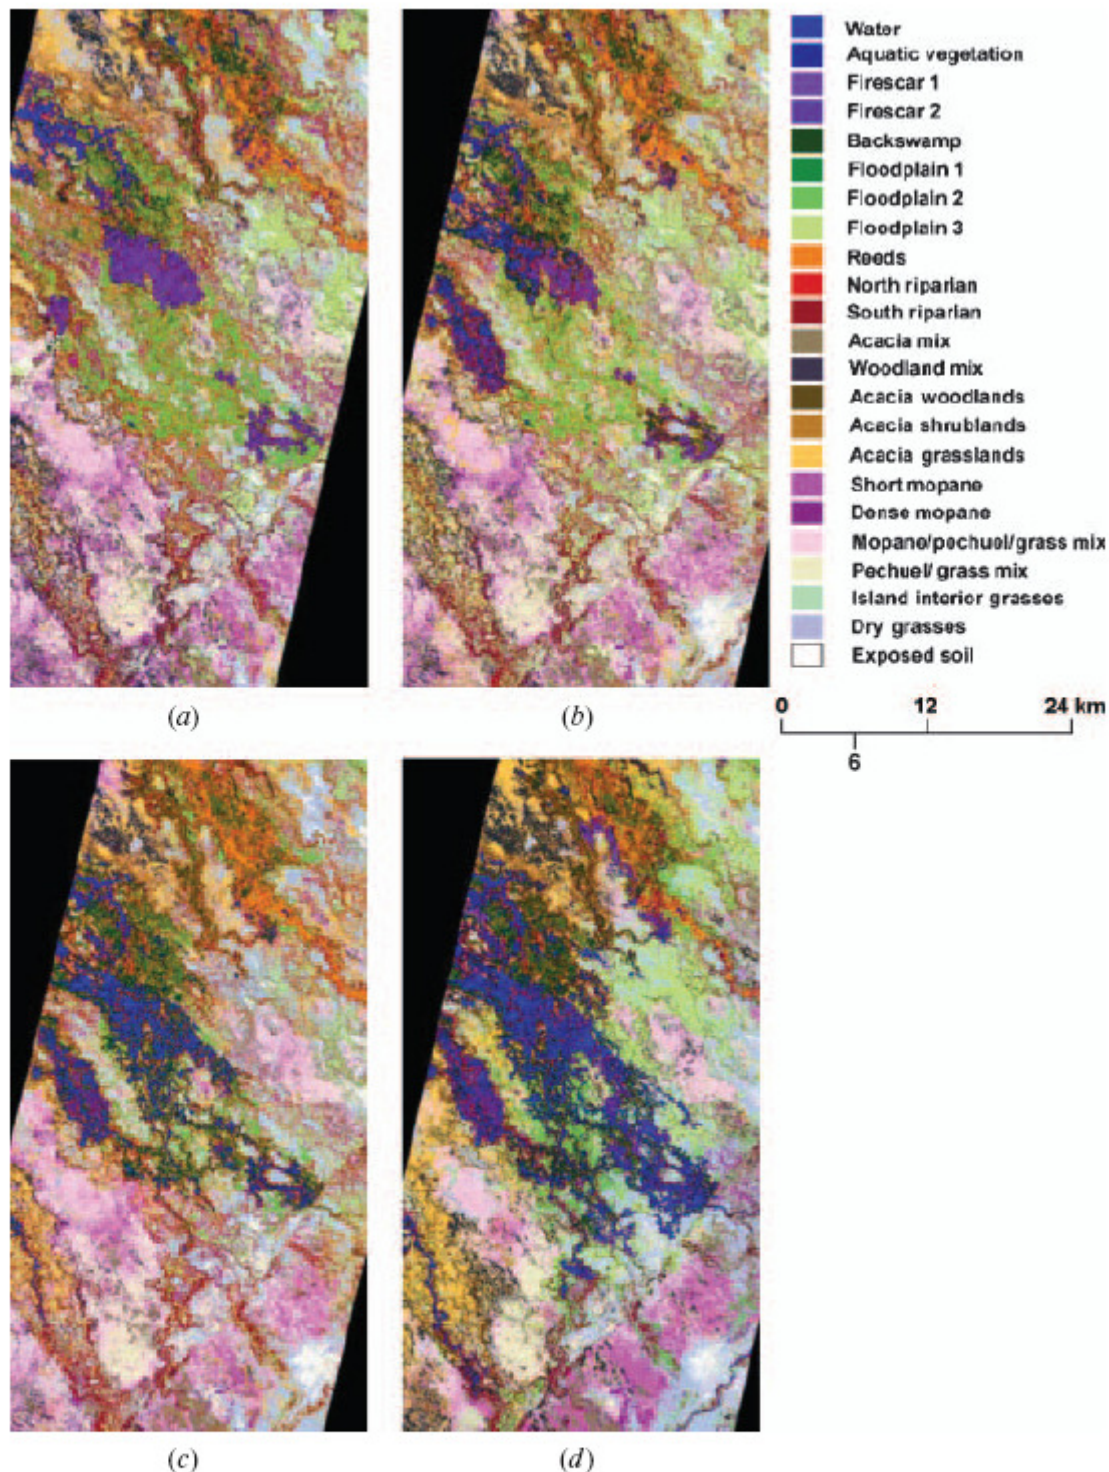 Water
Aquatic vegetation
Firescar 1
Firescar 2
Backswamp
Floodplain 1
Floodplain 2
Floodplain 3
Reeds
North riparian
South riparian
Acacia mix
Woodland mix
Acacia woodlands
Acacia shrublands
Acacia grasslands
Short mopane
Dense mopane
Mopane/pechuel/grass mix
Pechuel/ grass mix
Island interior grasses
Dry grasses
Exposed soil
(a)
(b)
0 12 24 km
6
(c)
(d)